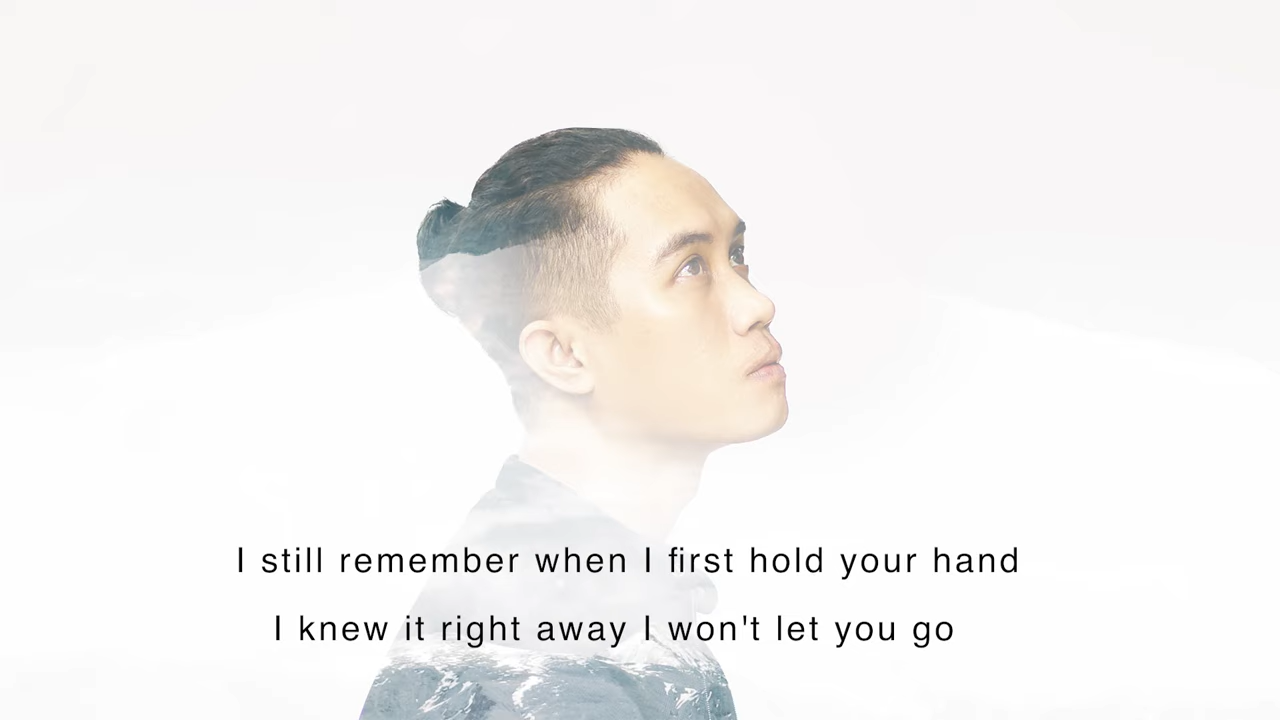 I still remember when I first hold your hand
I knew it right away I won't let you go